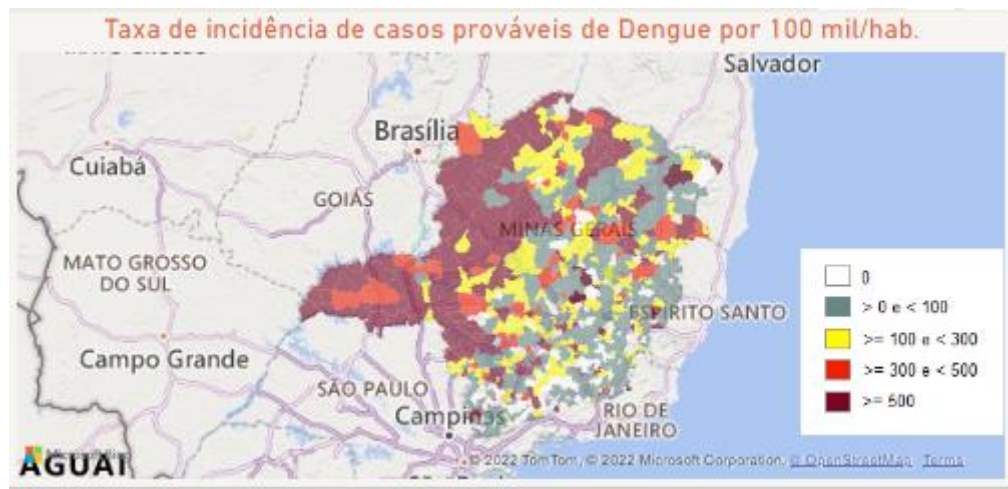 Taxa de incidência de casos prováveis de Dengue por 100 mil/hab.
Salvador
Brasília
Cuiabá
GOIÁS
MINAS GERAIS
MATO GROSSO
DO SUL
ESPÍRITO SANTO
Campo Grande
SÃO PAULO
Campinas
RIO DE
JANEIRO
0
> 0 e < 100
>= 100 e < 300
>= 300 e < 500
>= 500
AGUAÍ
© 2022 TomTom, © 2022 Microsoft Corporation, © OpenStreetMap Terms